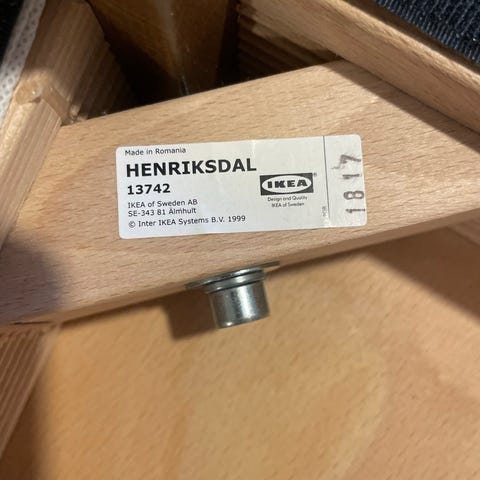 Made in Romania
HENRIKSDAL
13742
IKEA of Sweden AB
SE-343 81 Älmhult
© Inter IKEA Systems B.V. 1999
IKEA
Design and Quality
IKEA of Sweden
1817